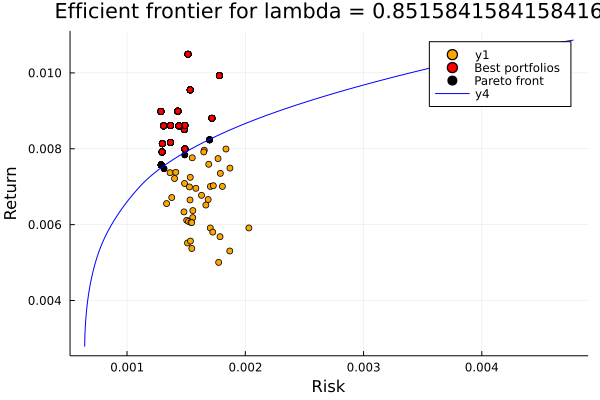 Efficient frontier for lambda = 0.8515841584158416
y1
Best portfolios
Pareto front
y4
0.010
0.008
0.006
0.004
Return
0.001
0.002
0.003
0.004
Risk